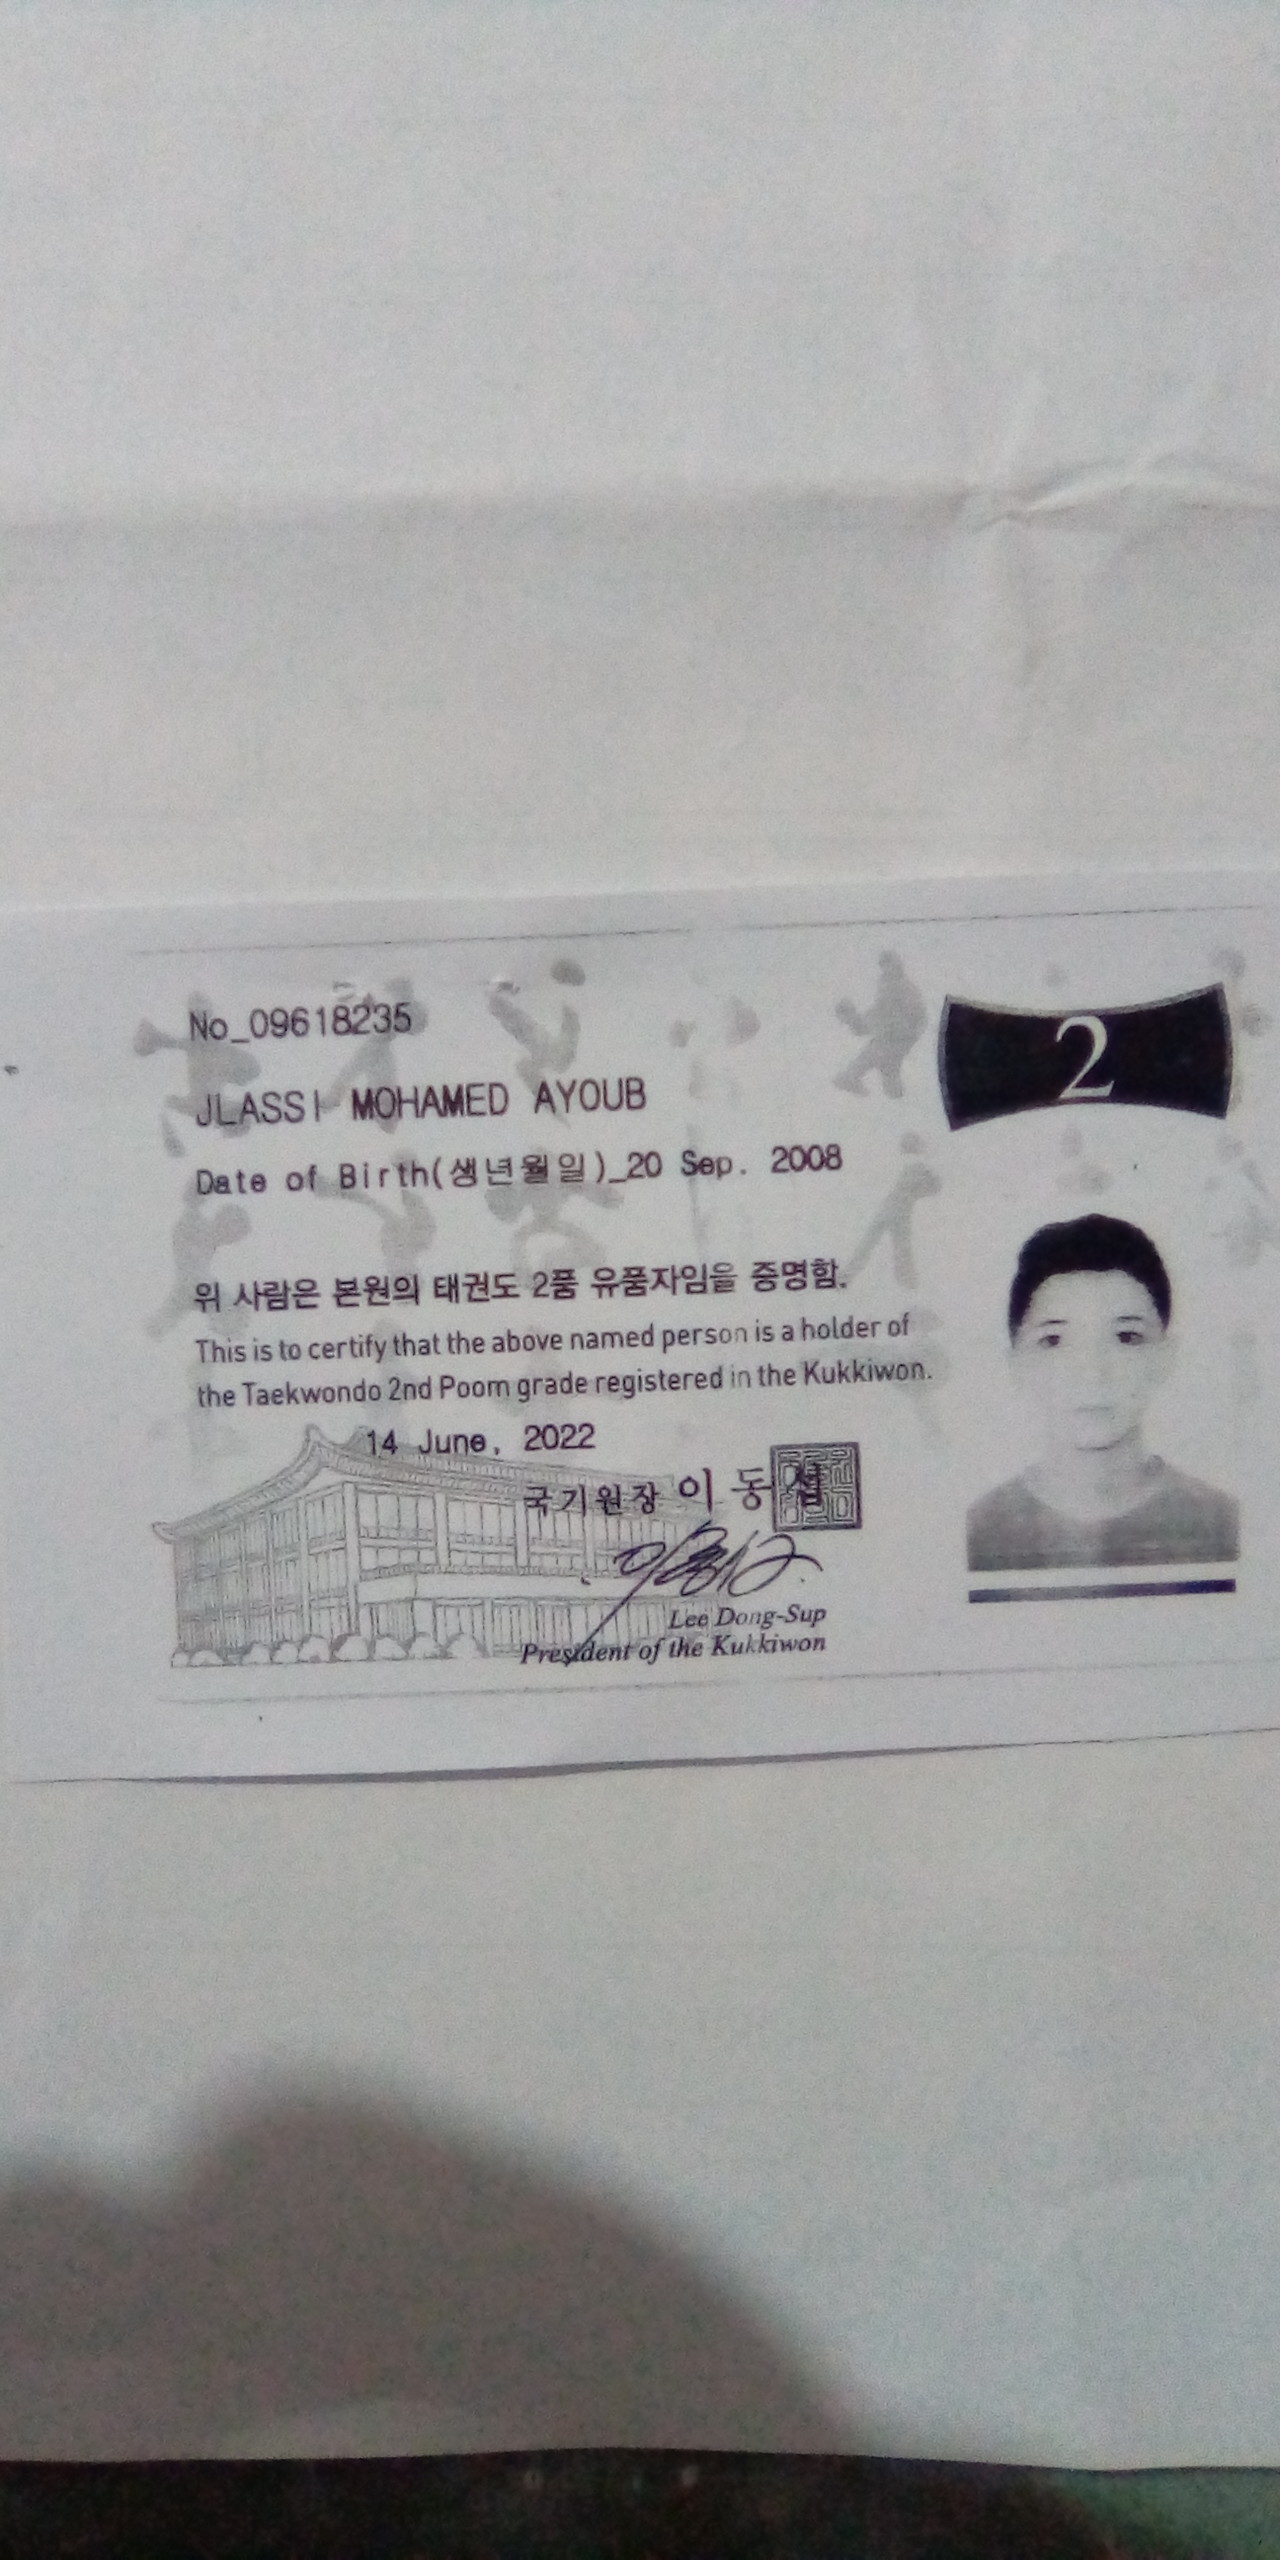 No_09618235
2
JLASSI MOHAMED AYOUB
Date of Birth(생년월일)_20 Sep. 2008
위 사람은 본원의 태권도 2품 유품자임을 증명함.
This is to certify that the above named person is a holder of
the Taekwondo 2nd Poom grade registered in the Kukkiwon.
14 June, 2022
국기원장 이 동 섭
Lee Dong-Sup
President of the Kukkiwon